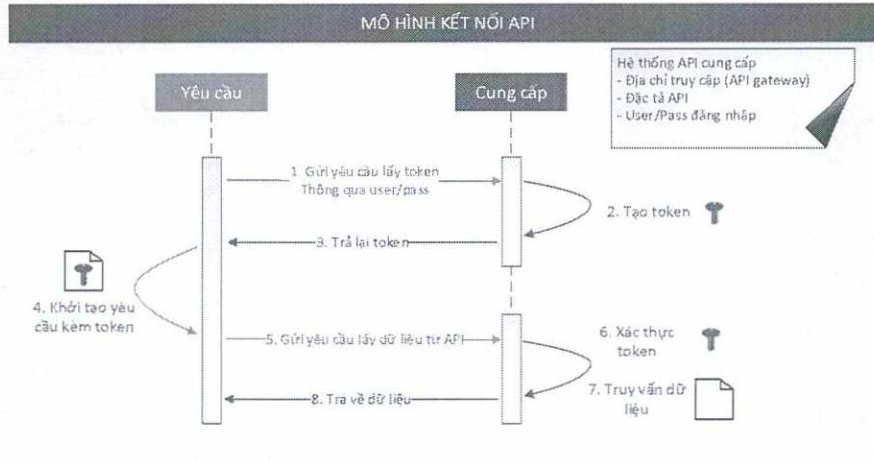 MÔ HÌNH KẾT NỐI API
Hệ thống API cung cấp
- Địa chỉ truy cập (API gateway)
- Đặc tả API
- User/Pass đăng nhập
Yêu cầu
Cung cấp
1 Gửi yêu cầu lấy token
Thông qua user/pass
2. Tạo token
3. Trả lại token
4. Khởi tạo yêu
cầu kèm token
5. Gửi yêu cầu lấy dữ liệu từ API
6. Xác thực
token
7. Truy vấn dữ
liệu
8. Trả về dữ liệu